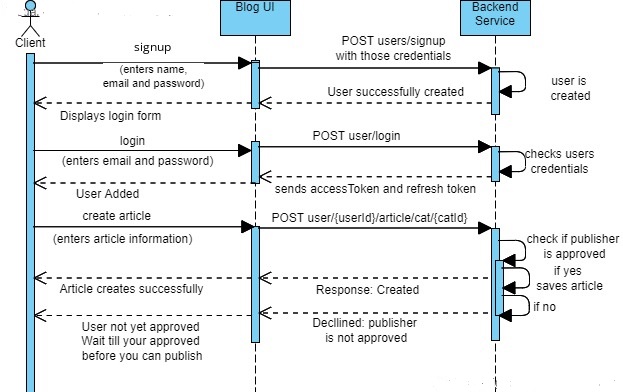 Blog UI
Backend
Service
Client
signup
(enters name,
email and password)
POST users/signup
with those credentials
user is
created
User successfully created
Displays login form
login
(enters email and password)
POST user/login
checks users
credentials
sends accessToken and refresh token
User Added
create article
(enters article information)
POST user/{userId}/article/cat/{catId}
check if publisher
is approved
if yes
saves article
Article creates successfully
Response: Created
if no
User not yet approved
Wait till your approved
before you can publish
Decllined: publisher
is not approved